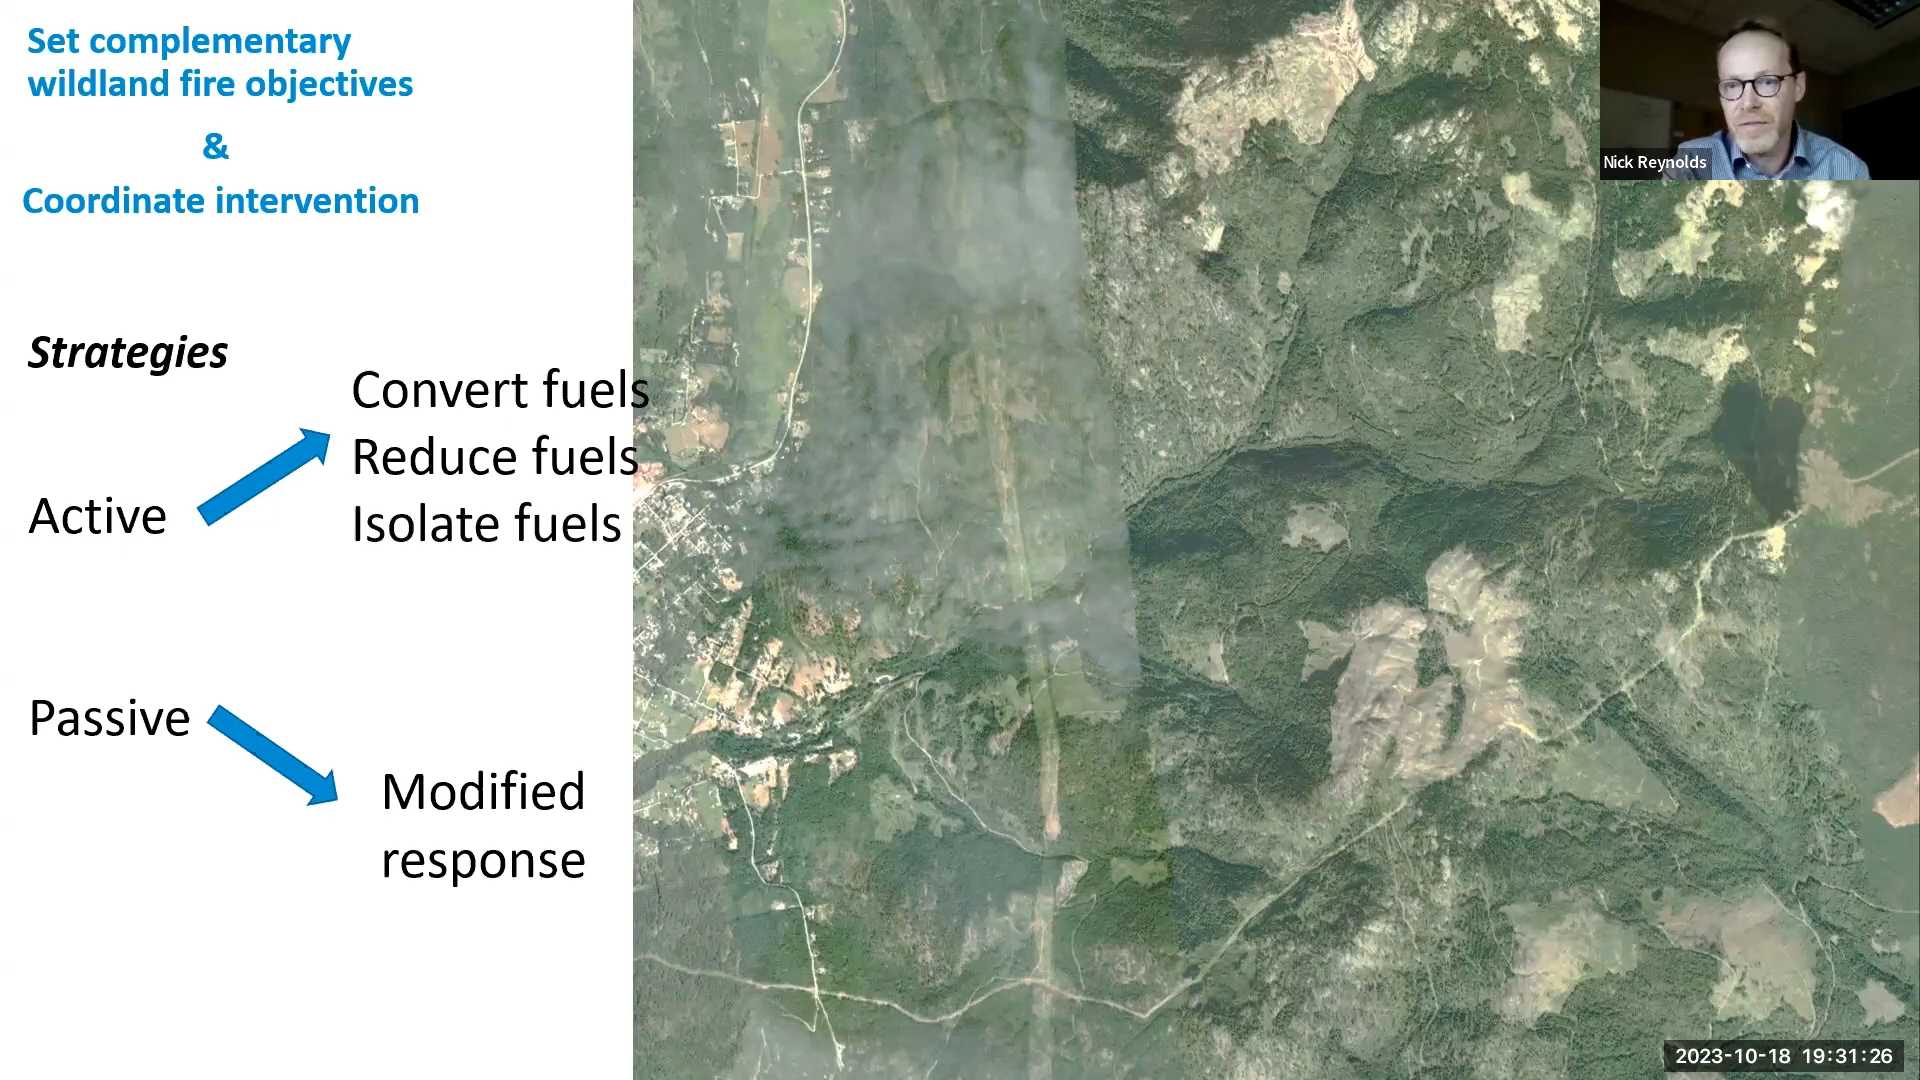 Set complementary
wildland fire objectives
&
Coordinate intervention
Strategies
Convert fuels
Reduce fuels
Isolate fuels
Active
Passive
Modified
response
Nick Reynolds
2023-10-18 19:31:26